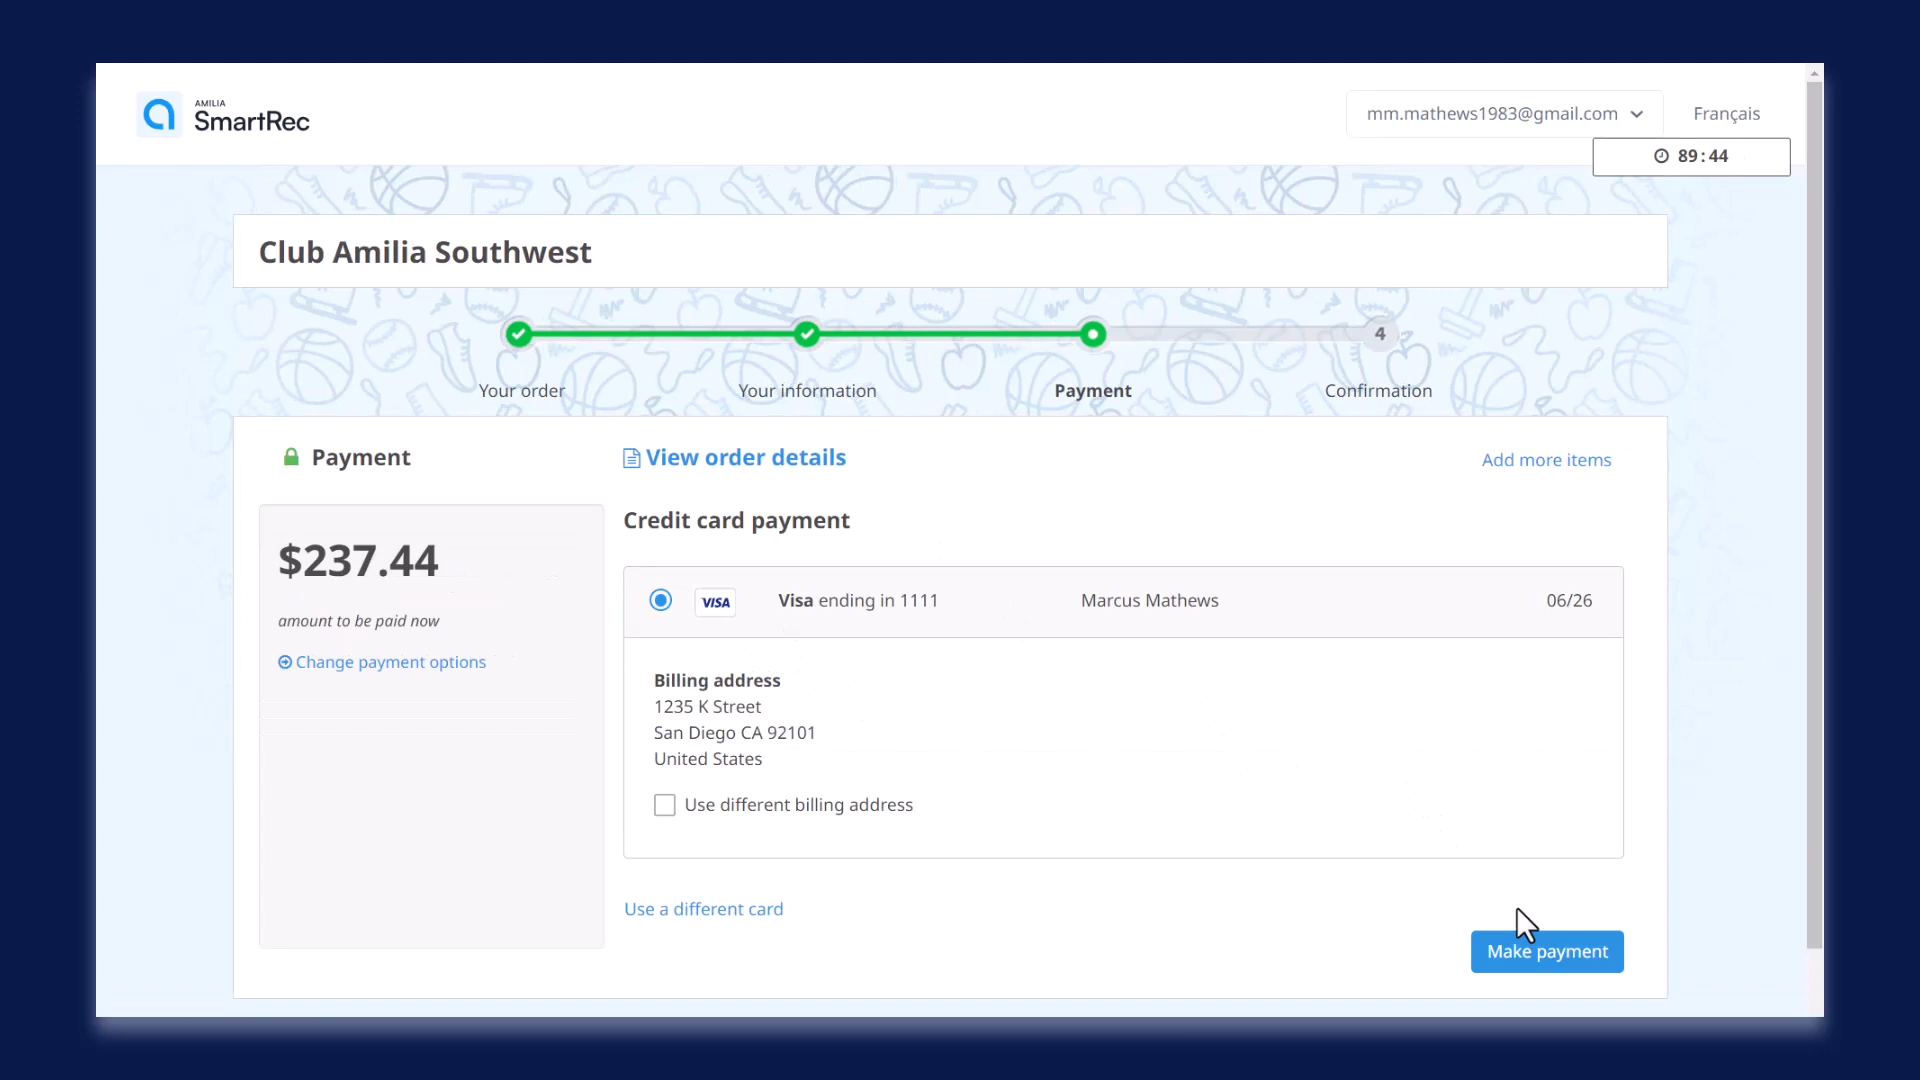 AMILIA
SmartRec
mm.mathews1983@gmail.com
Français
89:44
Club Amilia Southwest
4
Your order
Your information
Payment
Confirmation
Payment
View order details
Add more items
$237.44
amount to be paid now
Change payment options
Credit card payment
VISA
Visa ending in 1111
Marcus Mathews
06/26
Billing address
1235 K Street
San Diego CA 92101
United States
Use different billing address
Use a different card
Make payment